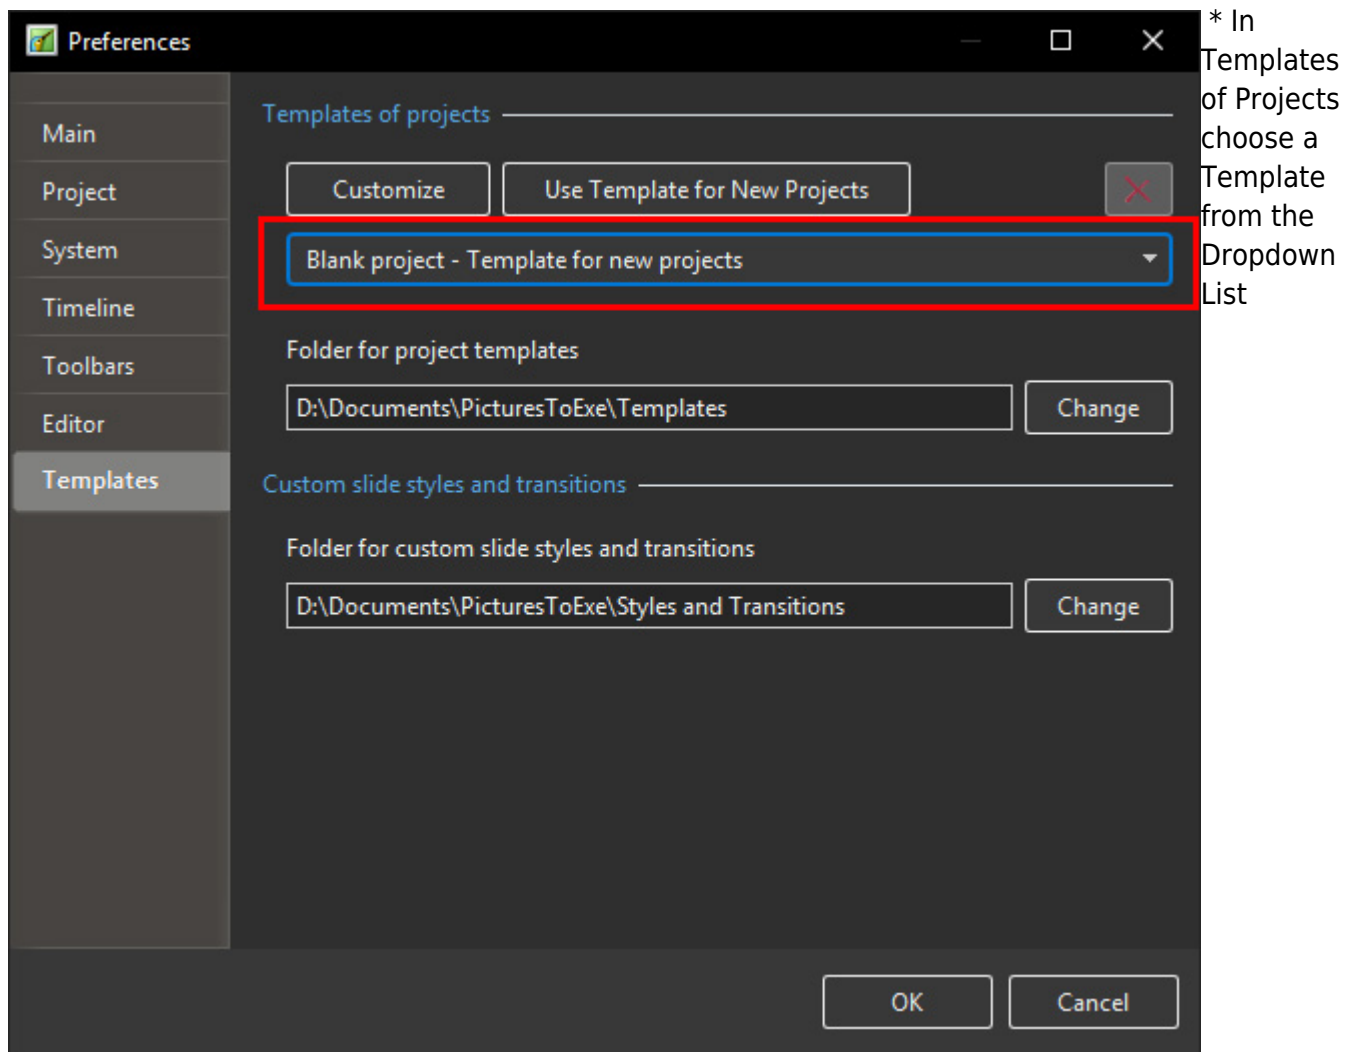 Preferences
Main
Project
System
Timeline
Toolbars
Editor
Templates
Templates of projects
Customize
Use Template for New Projects
Blank project - Template for new projects
Folder for project templates
D:\Documents\PicturesToExe\Templates
Change
Custom slide styles and transitions
Folder for custom slide styles and transitions
D:\Documents\PicturesToExe\Styles and Transitions
Change
OK
Cancel
* In
Templates
of Projects
choose a
Template
from the
Dropdown
List